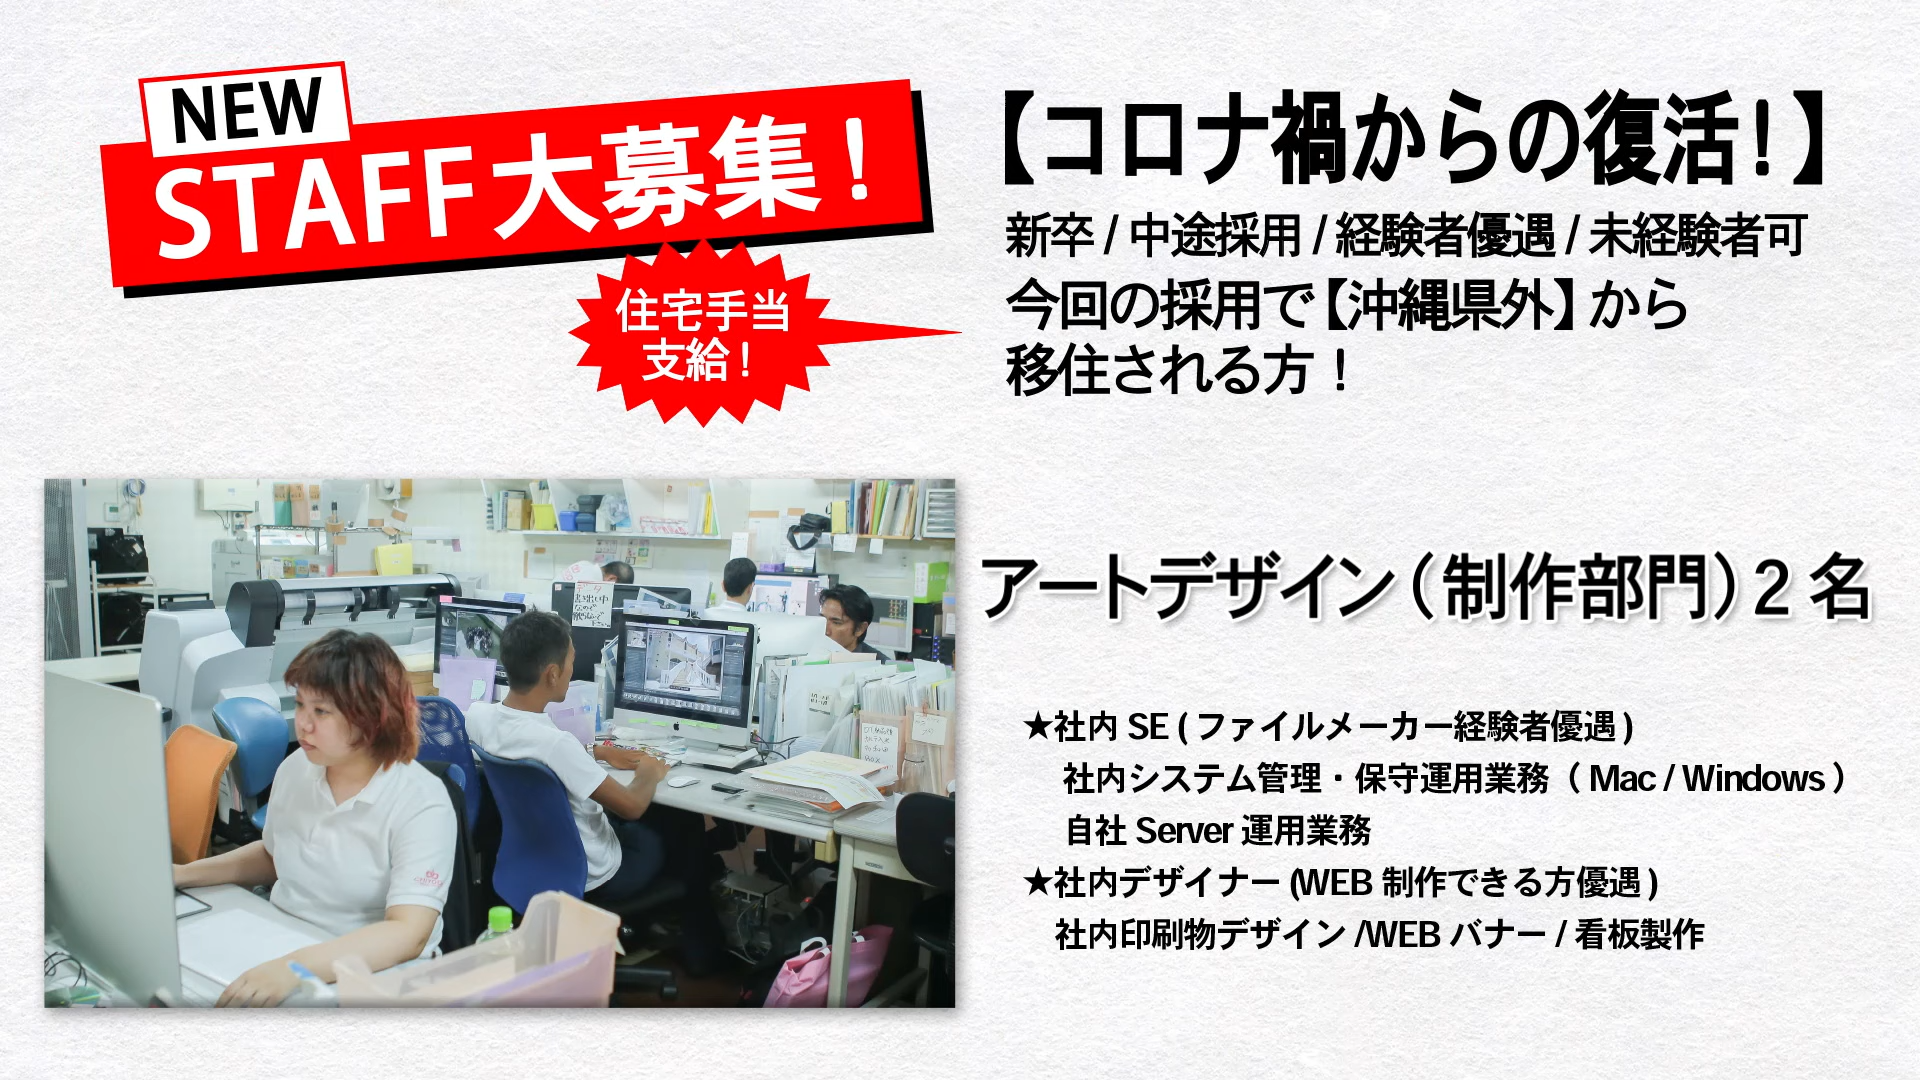 NEW
STAFF大募集！
住宅手当
支給！
【コロナ禍からの復活！】
新卒 / 中途採用 / 経験者優遇 / 未経験者可
今回の採用で【沖縄県外】から
移住される方！
アートデザイン（制作部門）2 名
★社内 SE ( ファイルメーカー経験者優遇 )
社内システム管理・保守運用業務（ Mac / Windows ）
自社 Server 運用業務
★社内デザイナー (WEB 制作できる方優遇 )
社内印刷物デザイン /WEB バナー / 看板製作